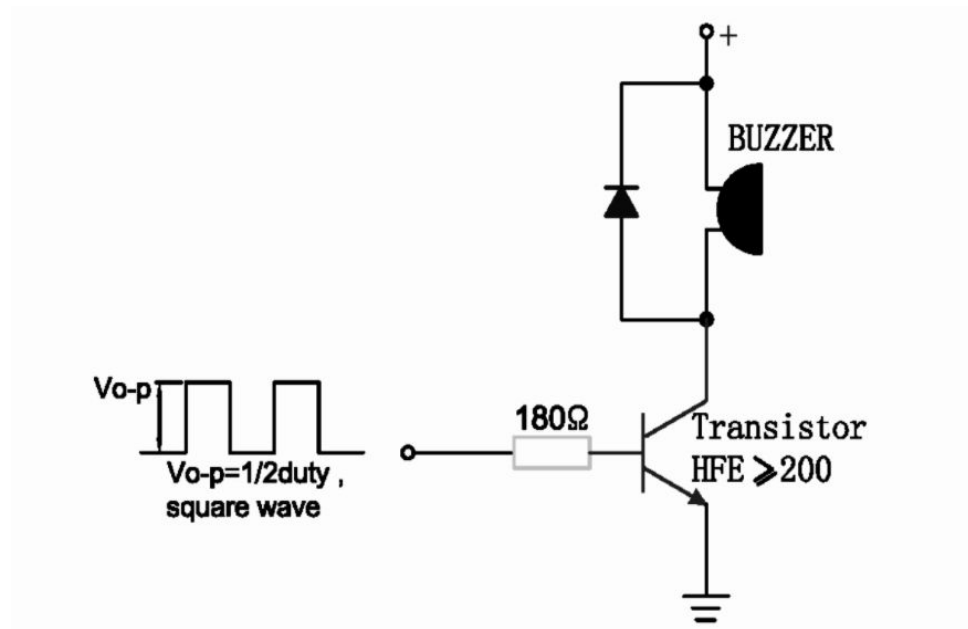 +
BUZZER
Vo-p
180Ω
Transistor
HFE ⩾200
Vo-p=1/2duty ,
square wave